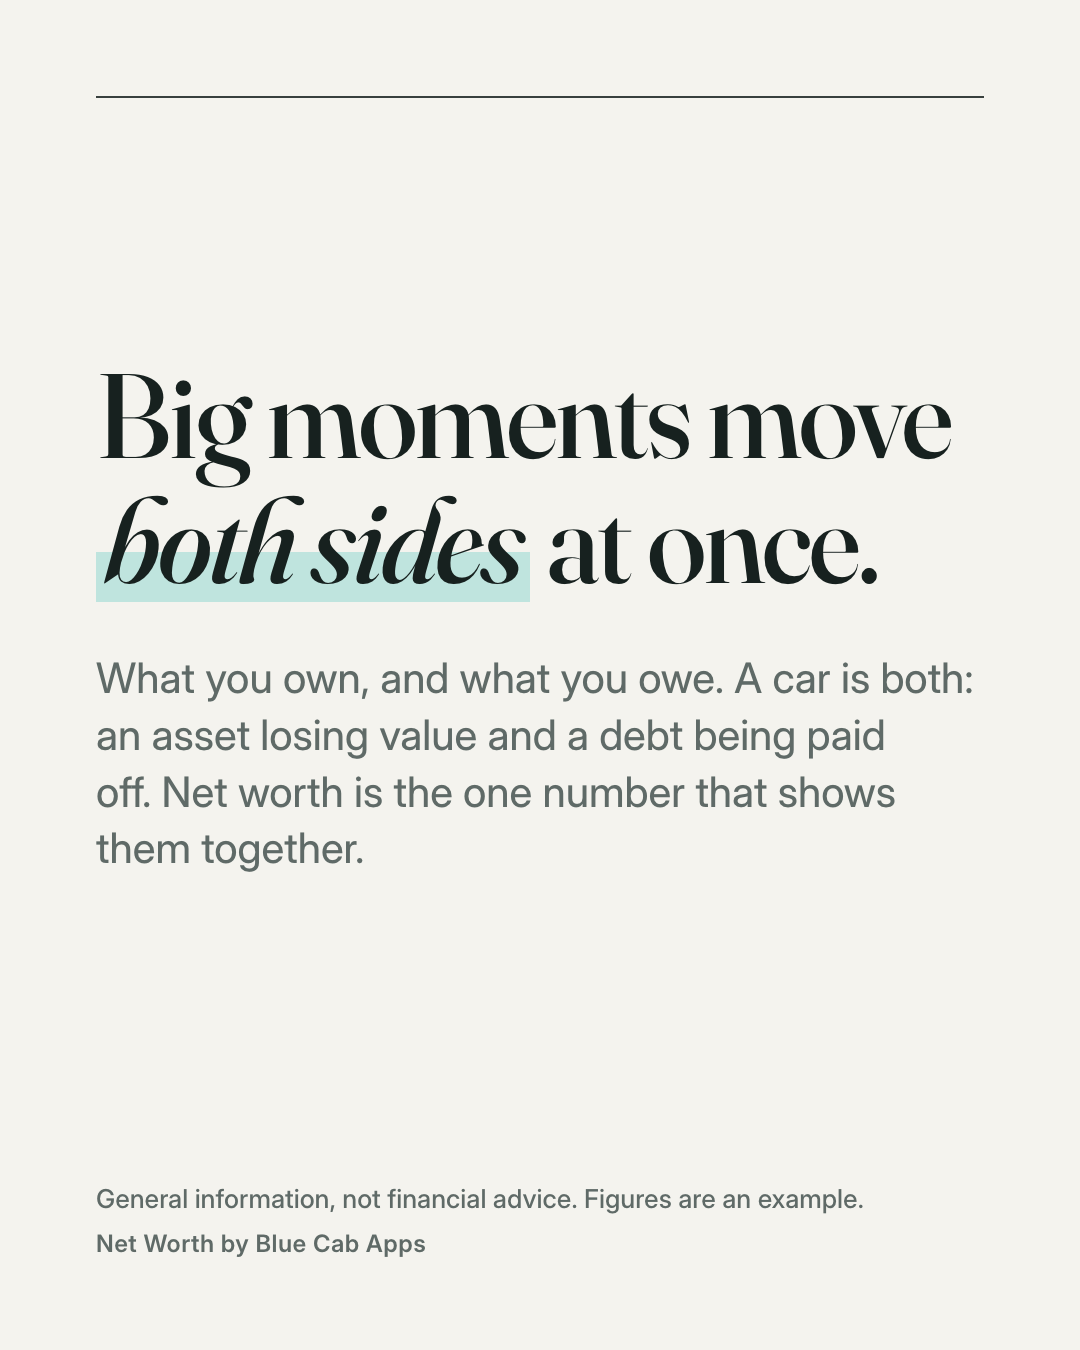 Big moments move
both sides at once.
What you own, and what you owe. A car is both:
an asset losing value and a debt being paid
off. Net worth is the one number that shows
them together.
General information, not financial advice. Figures are an example.
Net Worth by Blue Cab Apps